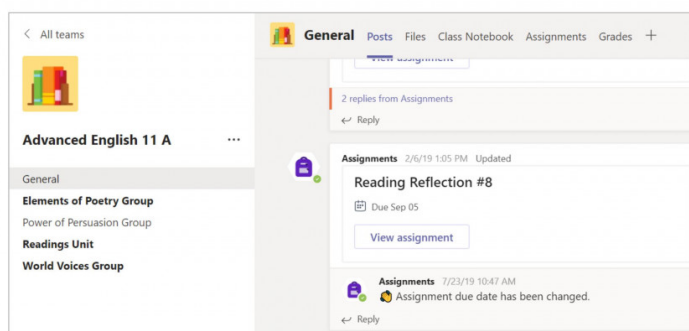 All teams
Advanced English 11 A
General
Elements of Poetry Group
Power of Persuasion Group
Readings Unit
World Voices Group
General Posts Files Class Notebook Assignments Grades
View assignment
2 replies from Assignments
Reply
Assignments 2/6/19 1:05 PM Updated
Reading Reflection #8
Due Sep 05
View assignment
Assignments 7/23/19 10:47 AM
Assignment due date has been changed.
Reply